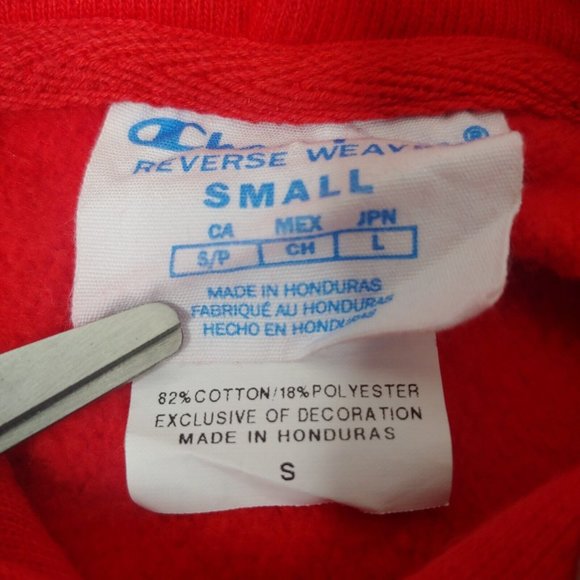 REVERSE WEAVE ®
SMALL
CA MEX JPN
S/P CH L
MADE IN HONDURAS
FABRIQUÉ AU HONDURAS
HECHO EN HONDURAS
82% COTTON/18% POLYESTER
EXCLUSIVE OF DECORATION
MADE IN HONDURAS
S